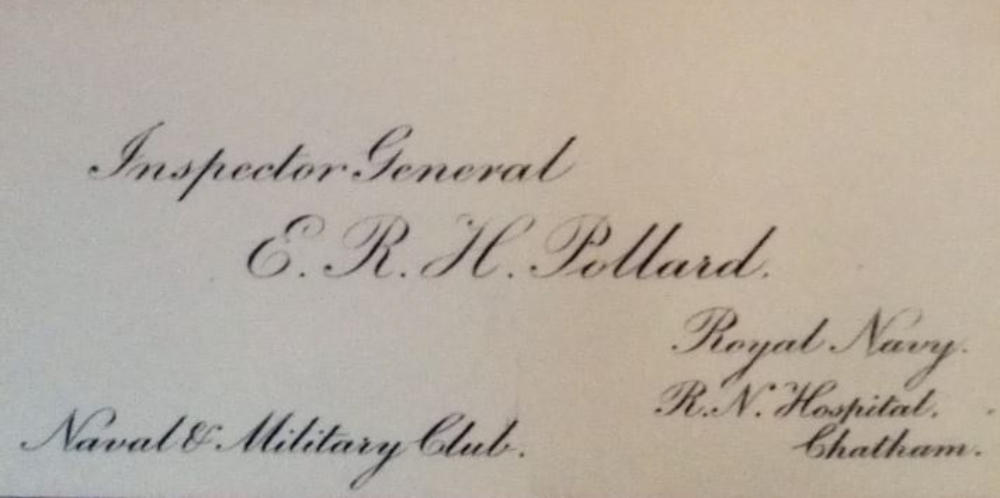 Inspector General
E. R. H. Pollard.
Royal Navy.
R. N. Hospital.
Chatham.
Naval & Military Club.